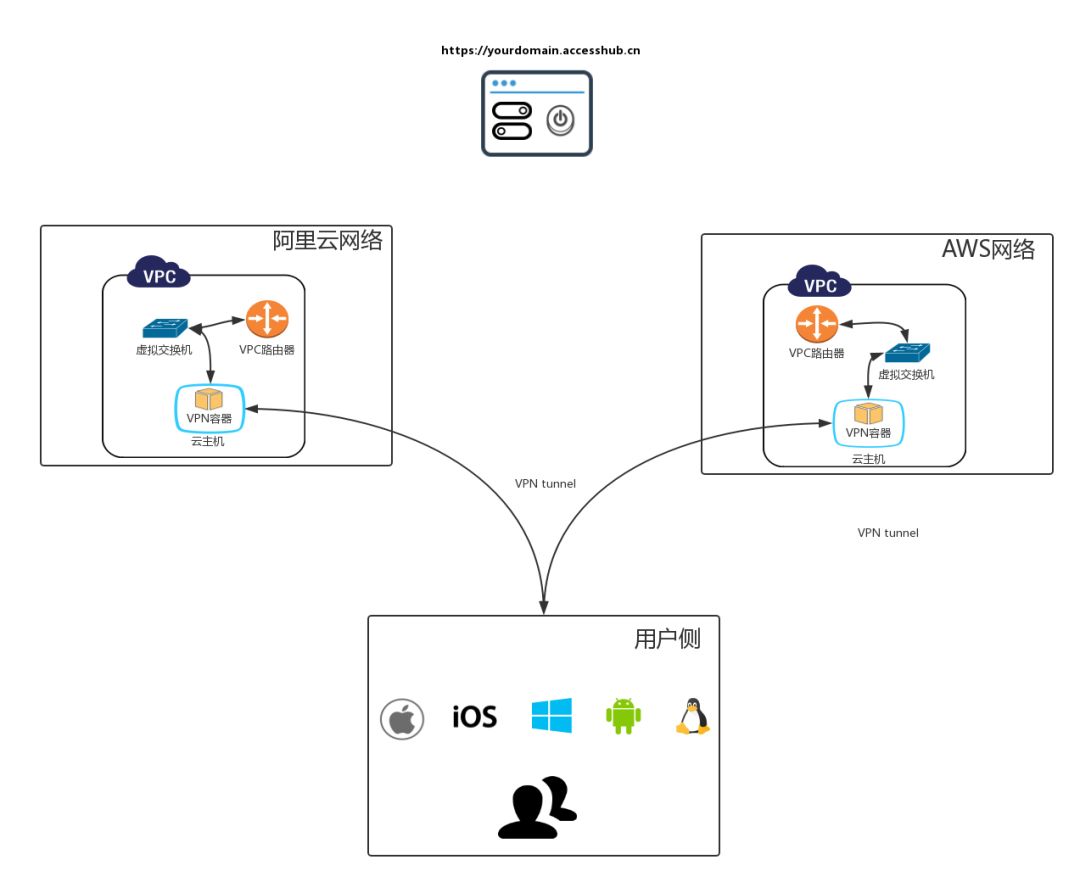 https://yourdomain.accesshub.cn
阿里云网络
VPC
虚拟交换机
VPC路由器
VPN容器
云主机
AWS网络
VPC
VPC路由器
虚拟交换机
VPN容器
云主机
VPN tunnel
VPN tunnel
用户侧
iOS